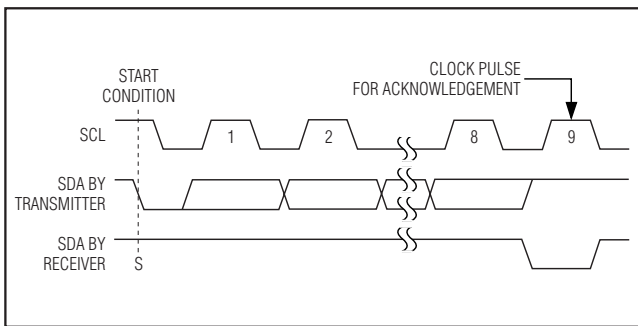 START
CONDITION
CLOCK PULSE
FOR ACKNOWLEDGEMENT
SCL
1
2
8
9
SDA BY
TRANSMITTER
SDA BY
RECEIVER
S